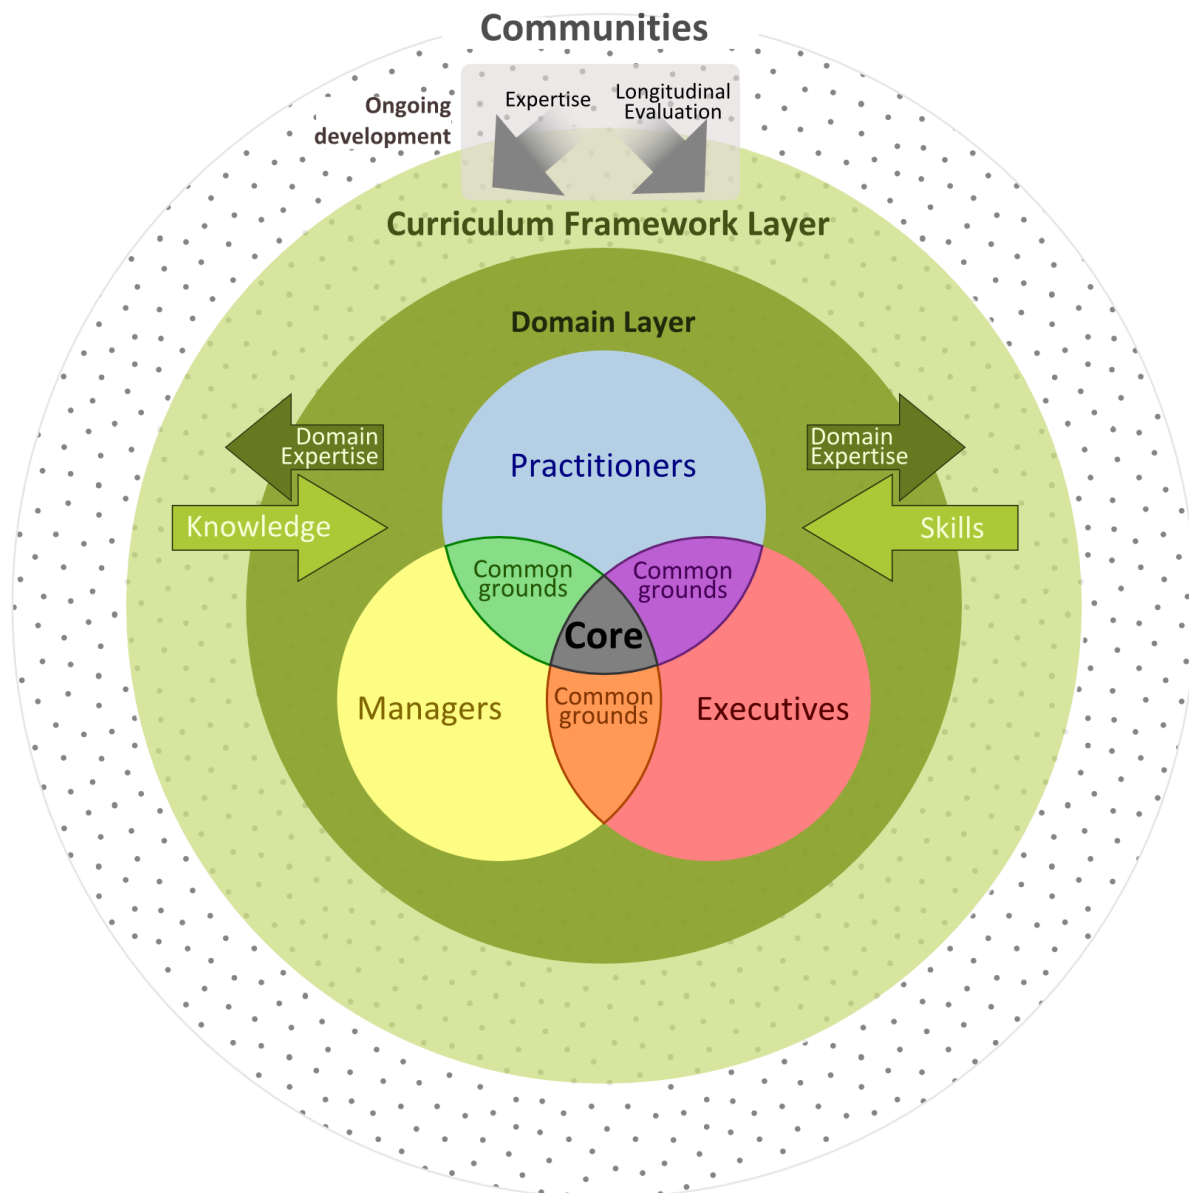 Communities
Ongoing
development
Expertise
Longitudinal
Evaluation
Curriculum Framework Layer
Domain Layer
Domain
Expertise
Domain
Expertise
Practitioners
Knowledge
Skills
Common
grounds
Common
grounds
Core
Managers
Common
grounds
Executives